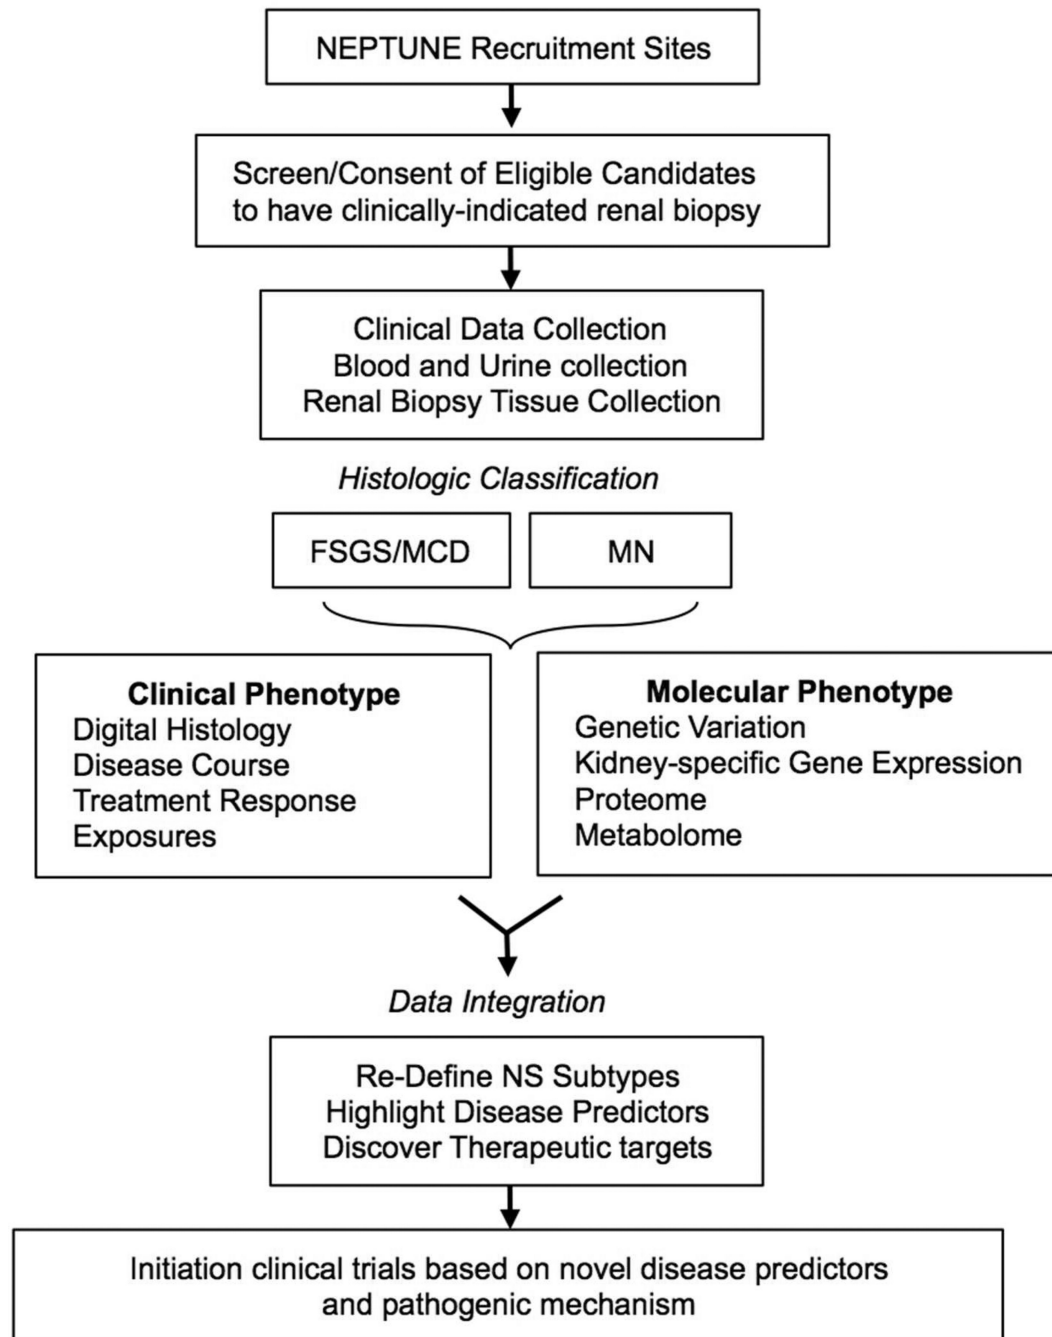 NEPTUNE Recruitment Sites
Screen/Consent of Eligible Candidates
to have clinically-indicated renal biopsy
Clinical Data Collection
Blood and Urine collection
Renal Biopsy Tissue Collection
Histologic Classification
FSGS/MCD
MN
Clinical Phenotype
Digital Histology
Disease Course
Treatment Response
Exposures
Molecular Phenotype
Genetic Variation
Kidney-specific Gene Expression
Proteome
Metabolome
Data Integration
Re-Define NS Subtypes
Highlight Disease Predictors
Discover Therapeutic targets
Initiation clinical trials based on novel disease predictors
and pathogenic mechanism